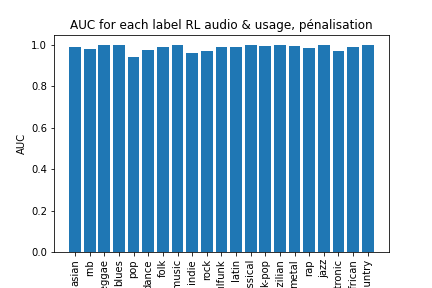 AUC for each label RL audio & usage, pénalisation
AUC
1.0
0.8
0.6
0.4
0.2
0.0
asian
rnb
eggae
blues
pop
dance
folk
music
indie
rock
ulfunk
latin
ssical
k-pop
zilian
metal
rap
jazz
tronic
frican
untry